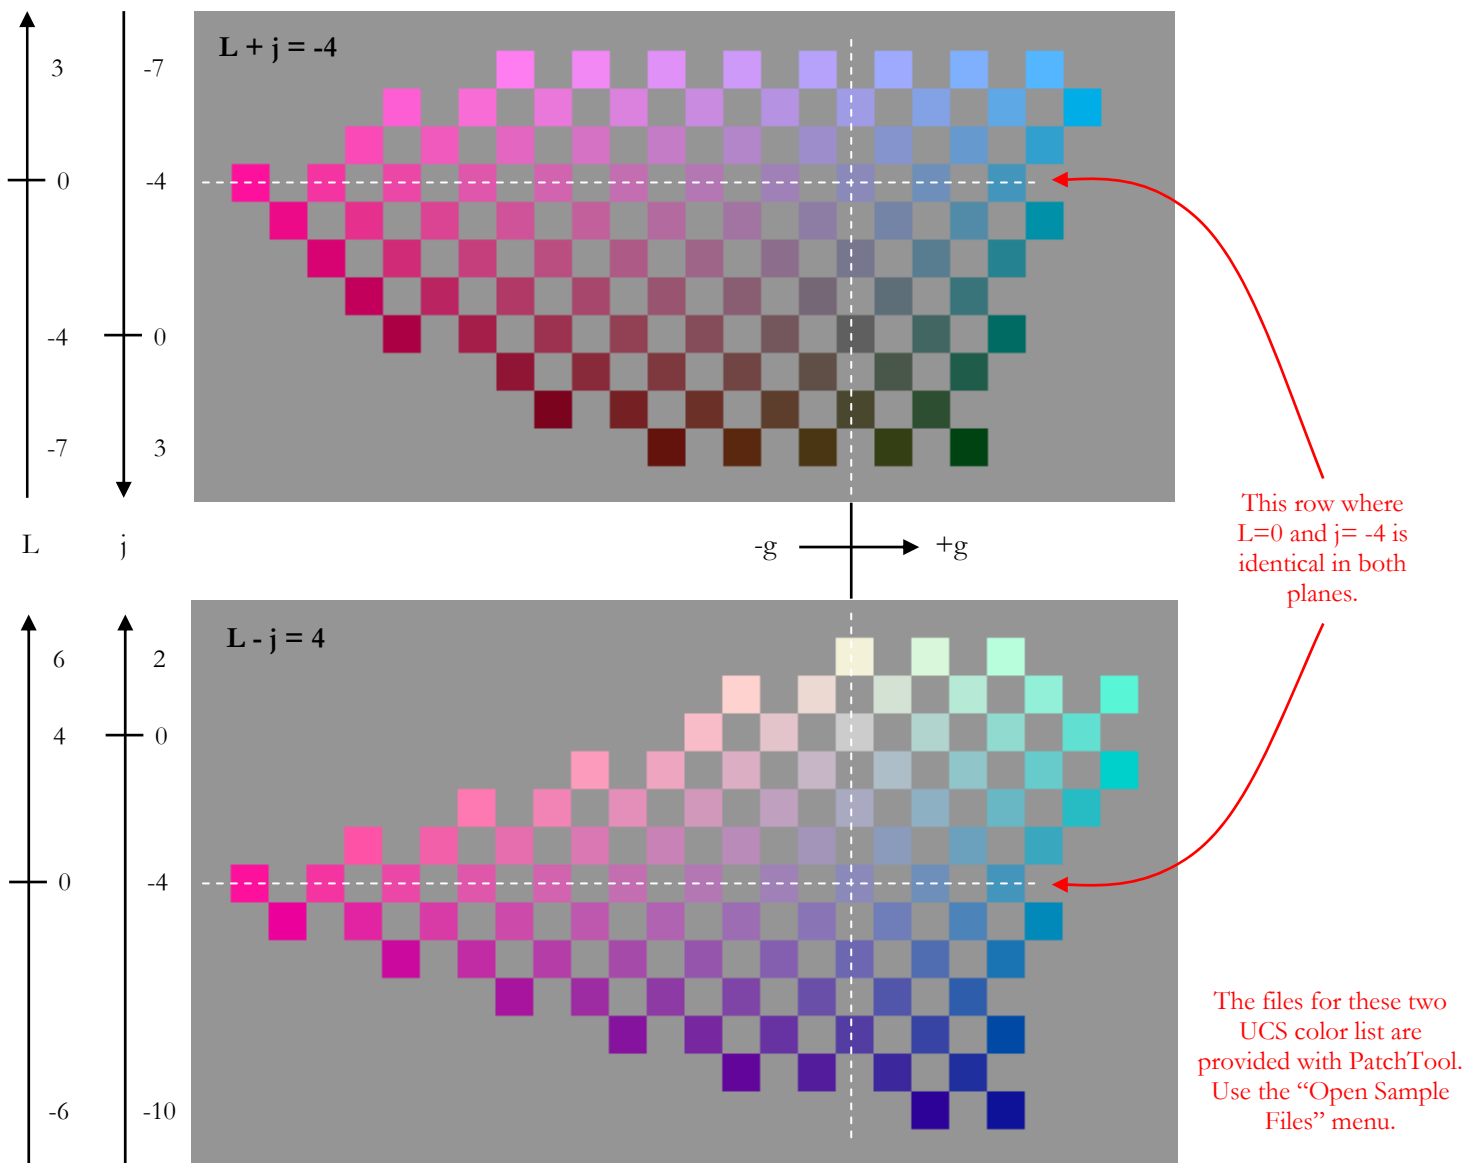 L + j = -4
3
-7
0
-4
-4
0
-7
3
L
j
-g
+g
This row where
L=0 and j= -4 is
identical in both
planes.
L - j = 4
6
2
4
0
0
-4
-6
-10
The files for these two
UCS color list are
provided with PatchTool.
Use the “Open Sample
Files” menu.